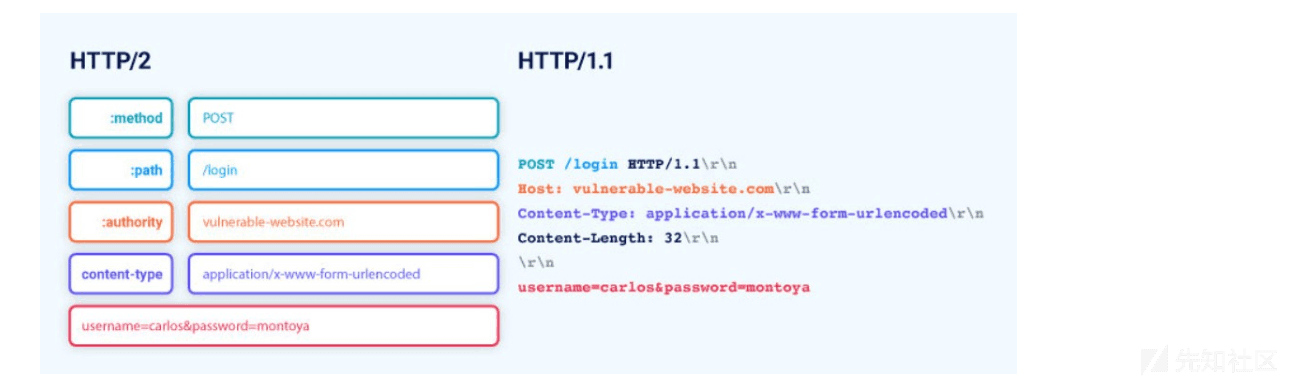 HTTP/2
:method POST
:path /login
:authority vulnerable-website.com
content-type application/x-www-form-urlencoded
username=carlos&password=montoya
HTTP/1.1
POST /login HTTP/1.1\r\n
Host: vulnerable-website.com\r\n
Content-Type: application/x-www-form-urlencoded\r\n
Content-Length: 32\r\n
\r\n
username=carlos&password=montoya
先知社区